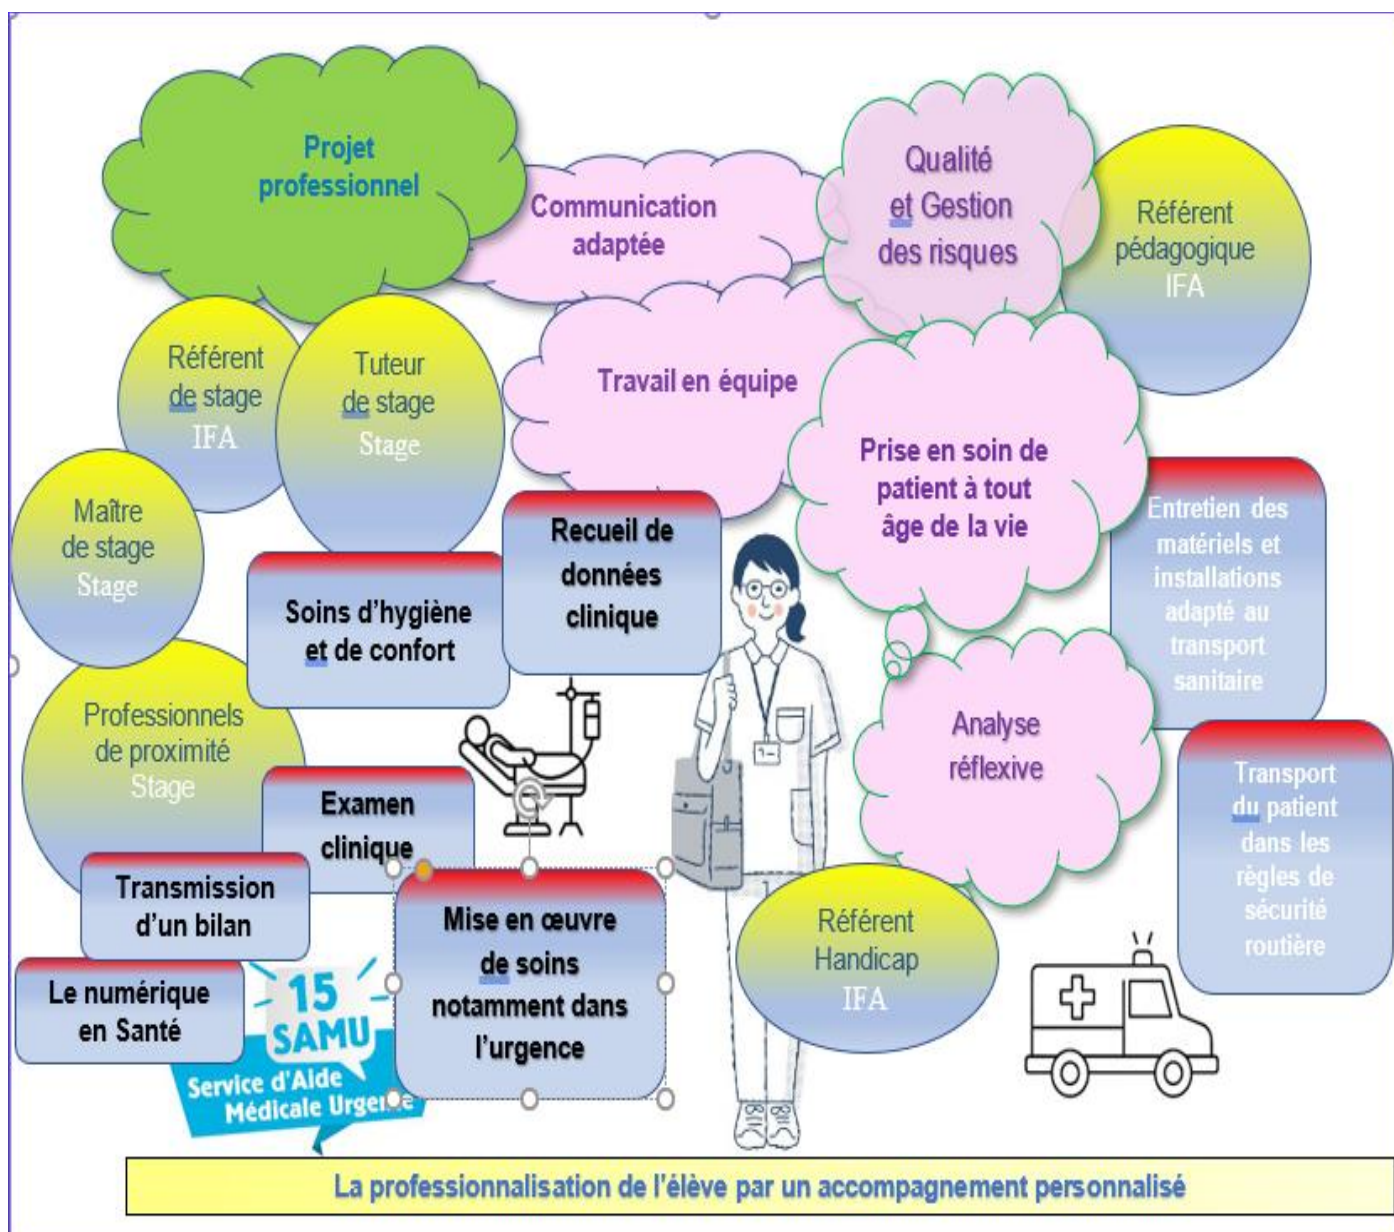 Projet
professionnel
Communication
adaptée
Qualité
et Gestion
des risques
Référent
pédagogique
IFA
Référent
de stage
IFA
Tuteur
de stage
Stage
Travail en équipe
Prise en soin de
patient à tout
âge de la vie
Maître
de stage
Stage
Recueil de
données
clinique
Entretien des
matériels et
installations
adapté au
transport
sanitaire
Soins d’hygiène
et de confort
Professionnels
de proximité
Stage
Analyse
réflexive
Transport
du patient
dans les
règles de
sécurité
routière
Examen
clinique
Transmission
d’un bilan
Mise en œuvre
de soins
notamment dans
l’urgence
Référent
Handicap
IFA
Le numérique
en Santé
15
SAMU
Service d'Aide
Médicale Urgente
La professionnalisation de l’élève par un accompagnement personnalisé